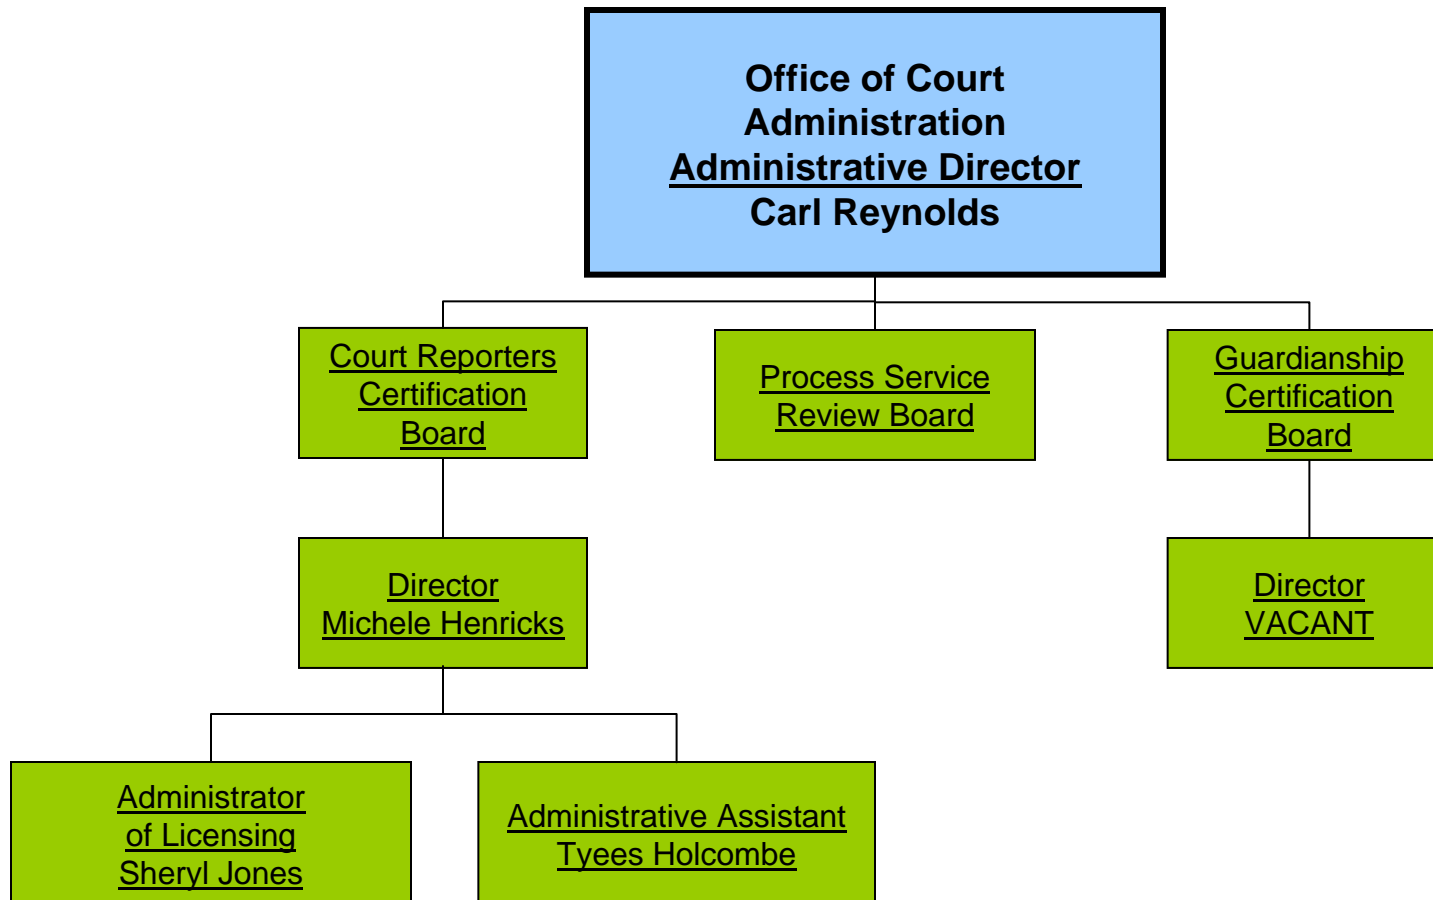 Office of Court
Administration
Administrative Director
Carl Reynolds
Court Reporters
Certification
Board
Process Service
Review Board
Guardianship
Certification
Board
Director
Michele Henricks
Director
VACANT
Administrator
of Licensing
Sheryl Jones
Administrative Assistant
Tyees Holcombe